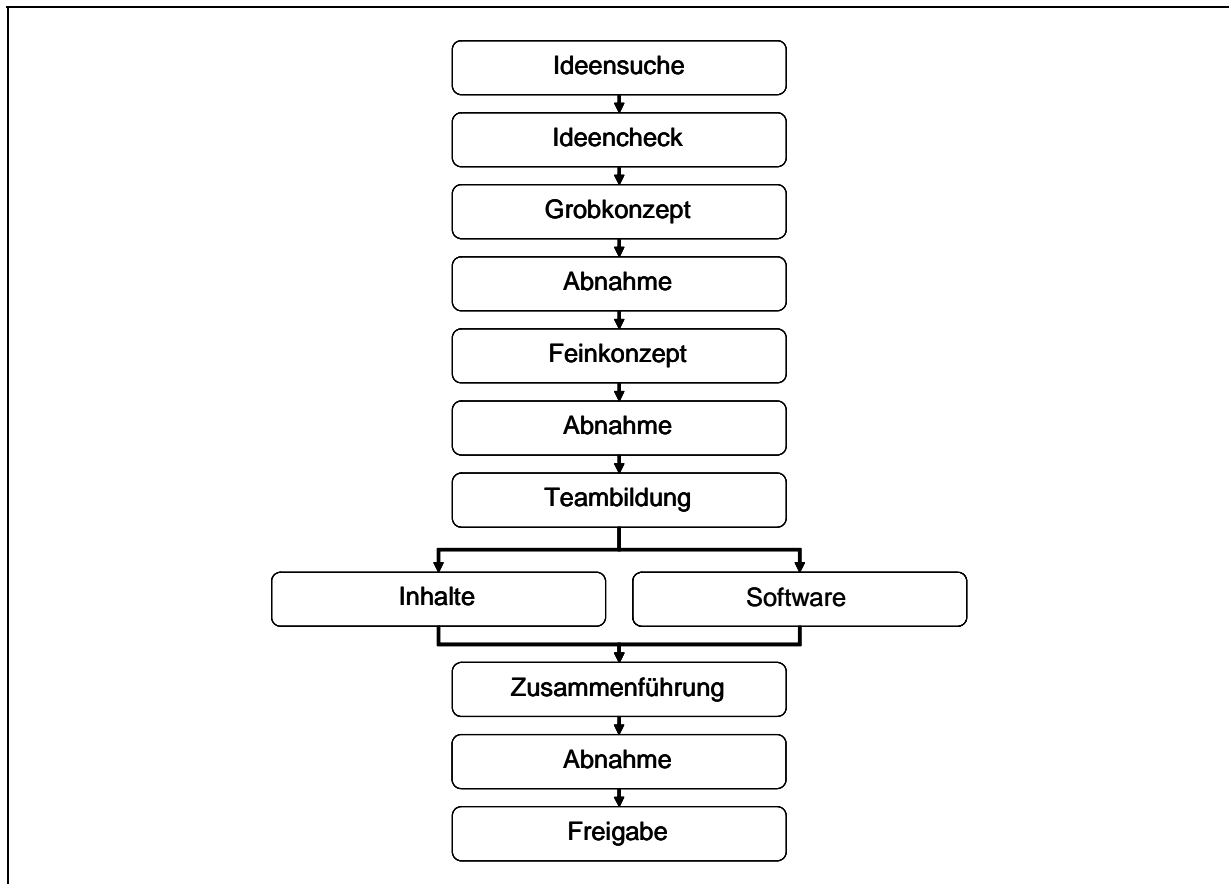 Ideensuche
Ideencheck
Grobkonzept
Abnahme
Feinkonzept
Abnahme
Teambildung
Inhalte
Software
Zusammenführung
Abnahme
Freigabe